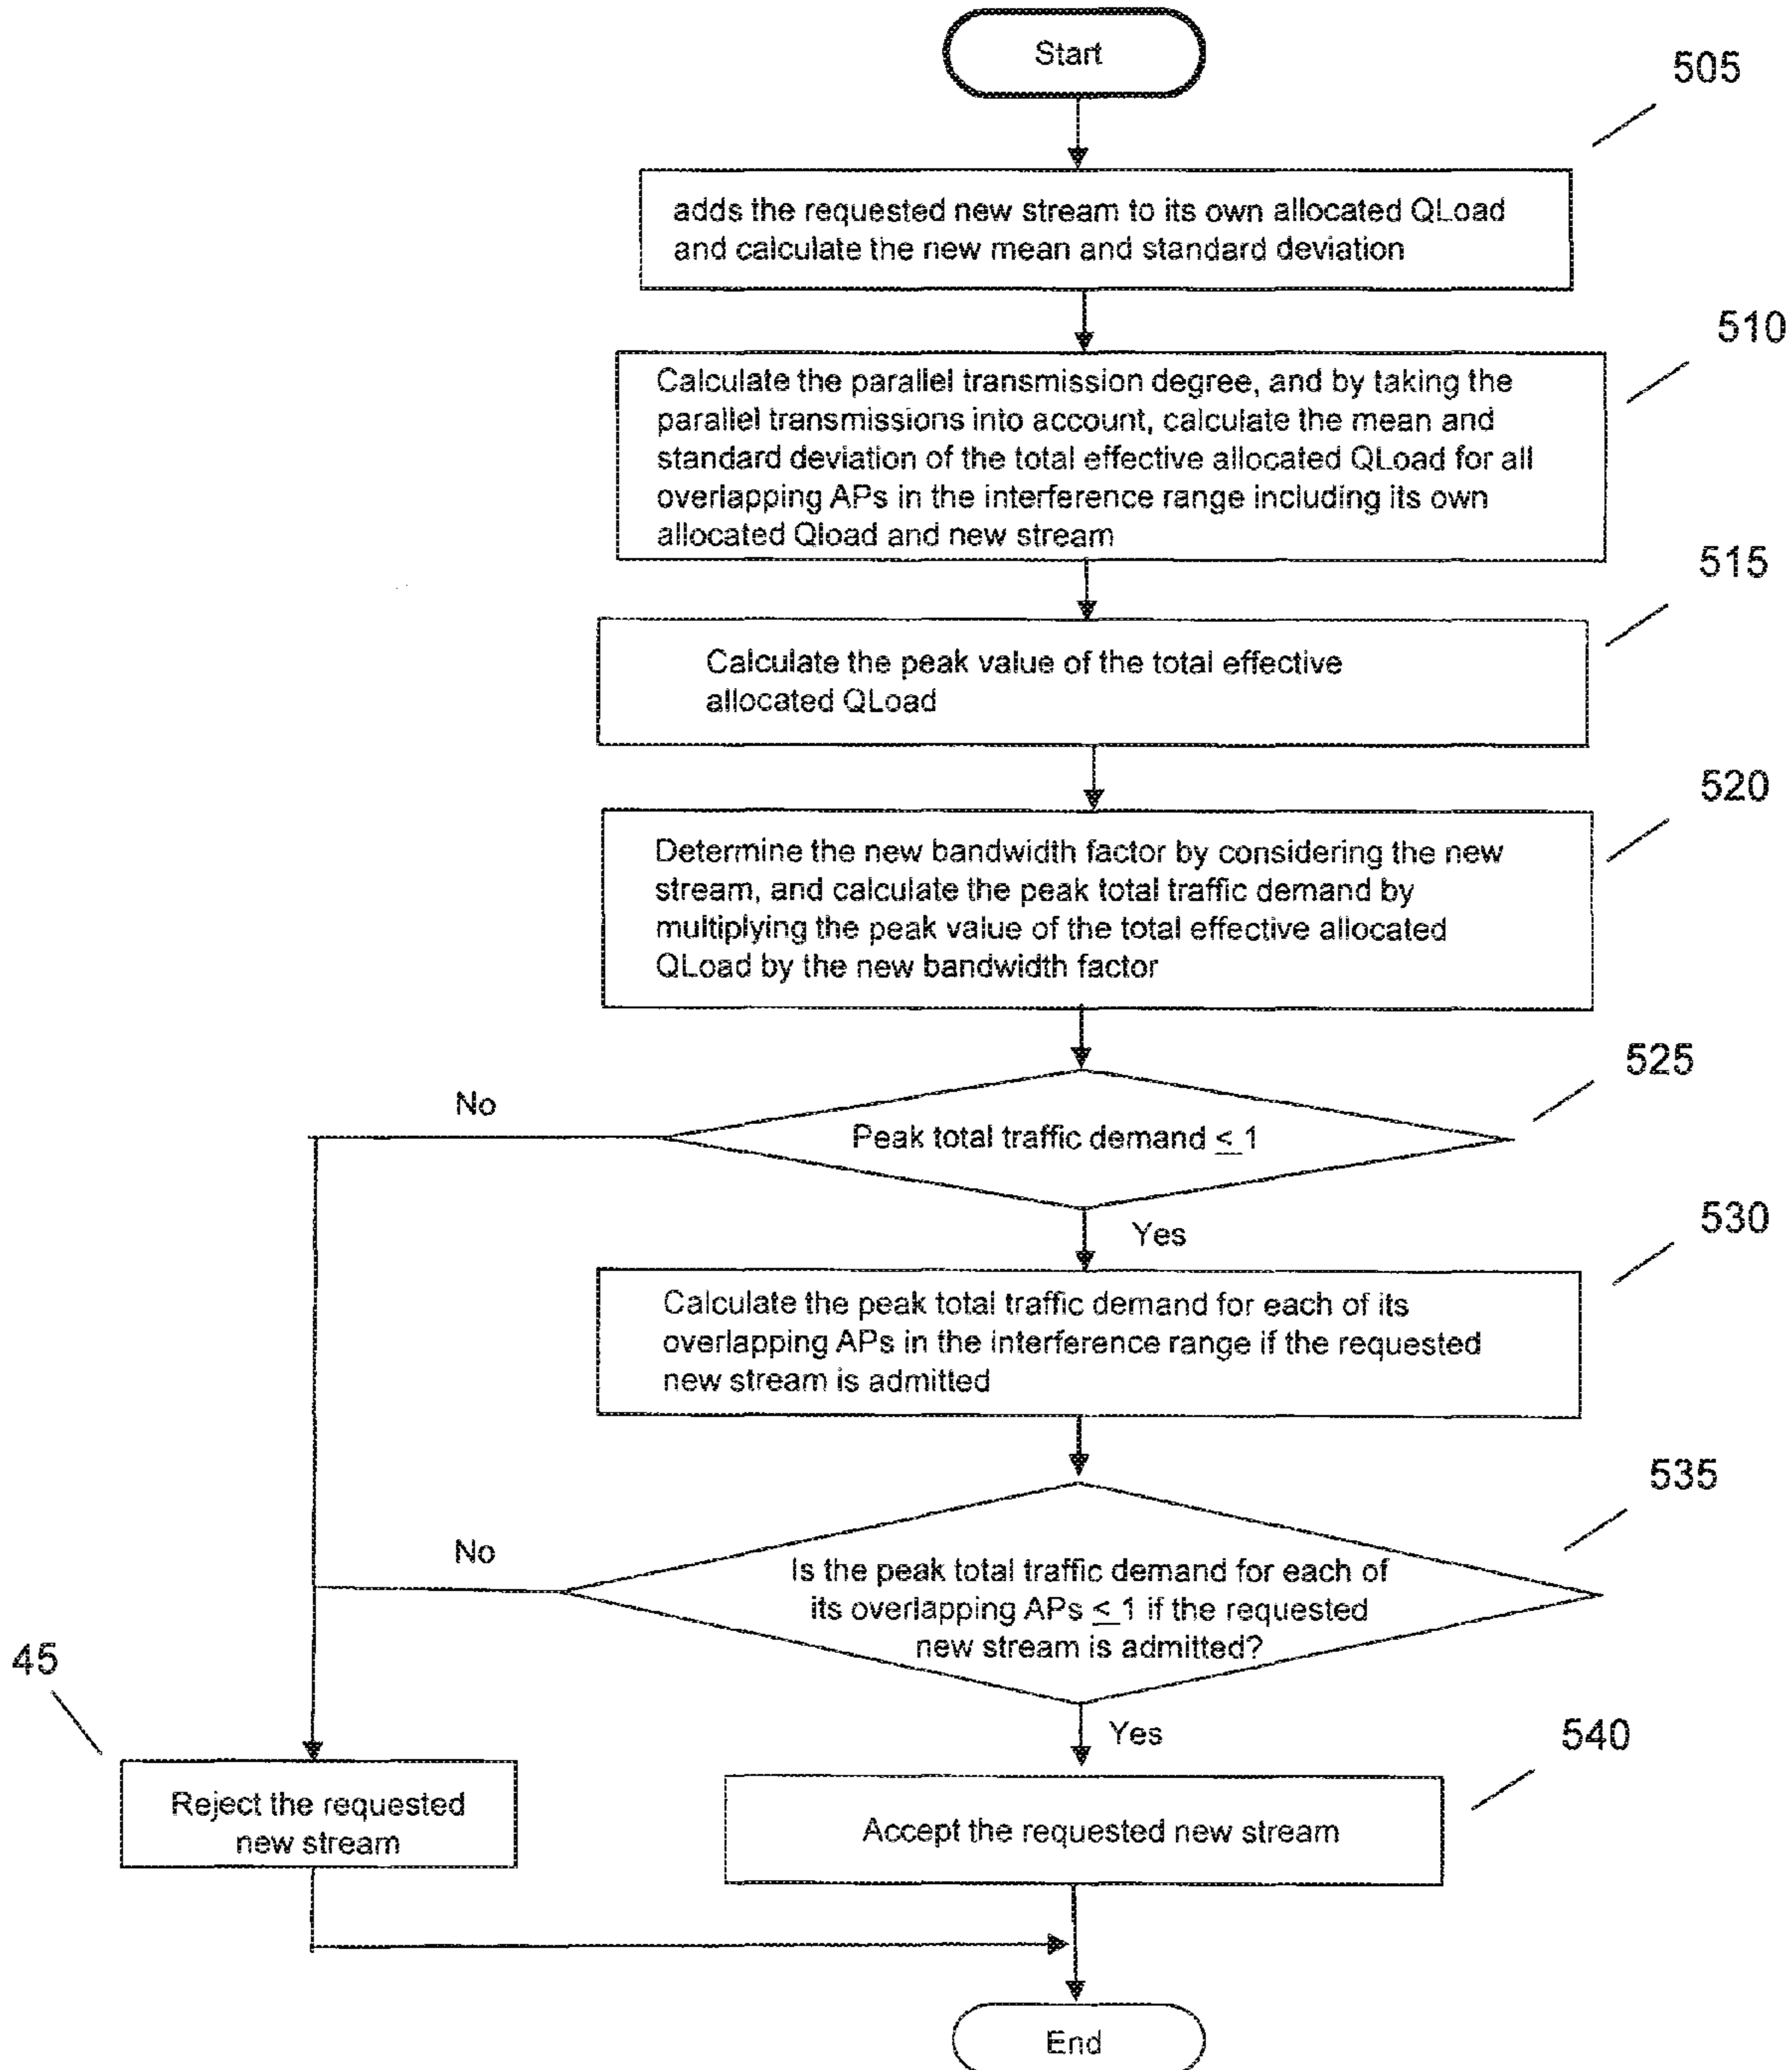 Start
505
adds the requested new stream to its own allocated QLoad
and calculate the new mean and standard deviation
510
Calculate the parallel transmission degree, and by taking the
parallel transmissions into account, calculate the mean and
standard deviation of the total effective allocated QLoad for all
overlapping APs in the interference range including its own
allocated Qload and new stream
515
Calculate the peak value of the total effective
allocated QLoad
520
Determine the new bandwidth factor by considering the new
stream, and calculate the peak total traffic demand by
multiplying the peak value of the total effective allocated
QLoad by the new bandwidth factor
525
No
Peak total traffic demand ≤ 1
Yes
530
Calculate the peak total traffic demand for each of its
overlapping APs in the interference range if the requested
new stream is admitted
535
No
Is the peak total traffic demand for each of
its overlapping APs ≤ 1 if the requested
new stream is admitted?
45
Yes
540
Reject the requested
new stream
Accept the requested new stream
End